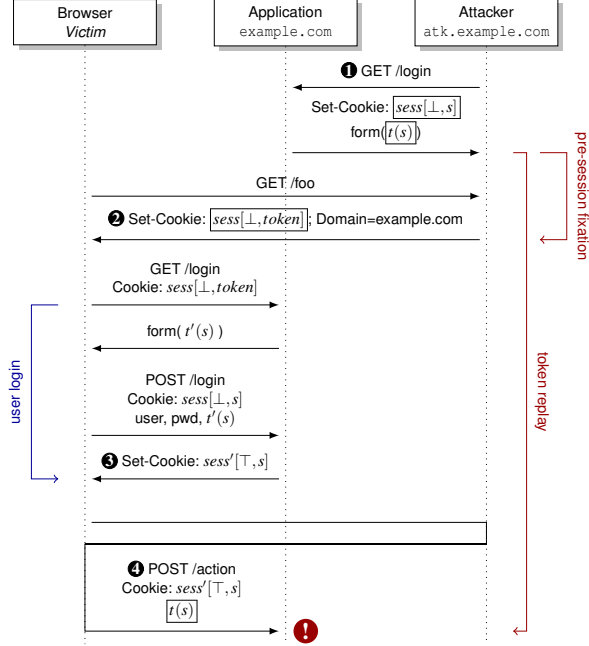 Browser
Victim
Application
example.com
Attacker
atk.example.com
❶ GET /login
Set-Cookie: sess[⊥,s]
form(t(s))
GET /foo
❷ Set-Cookie: sess[⊥,token]; Domain=example.com
pre-session fixation
GET /login
Cookie: sess[⊥,token]
form( t′(s) )
POST /login
Cookie: sess[⊥,s]
user, pwd, t′(s)
❸ Set-Cookie: sess′[⊤,s]
user login
token replay
❹ POST /action
Cookie: sess′[⊤,s]
t(s)
!